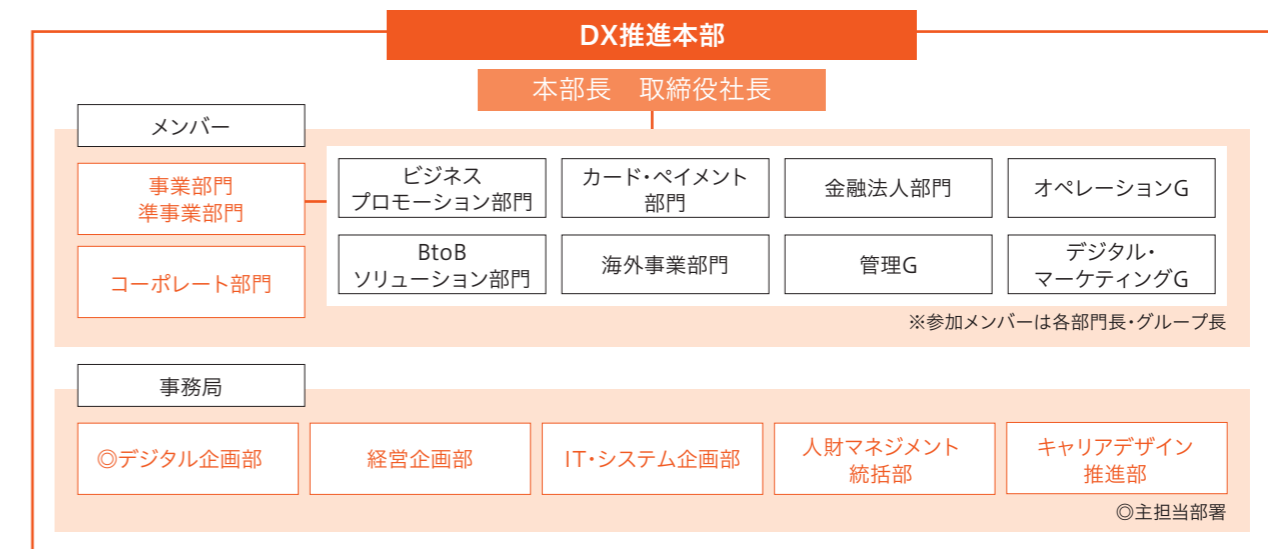 DX推進本部
本部長　取締役社長
メンバー
事業部門
準事業部門
コーポレート部門
ビジネス
プロモーション部門
カード・ペイメント
部門
金融法人部門
オペレーションG
BtoB
ソリューション部門
海外事業部門
管理G
デジタル・
マーケティングG
※参加メンバーは各部門長・グループ長
事務局
◎デジタル企画部
経営企画部
IT・システム企画部
人財マネジメント
統括部
キャリアデザイン
推進部
◎主担当部署